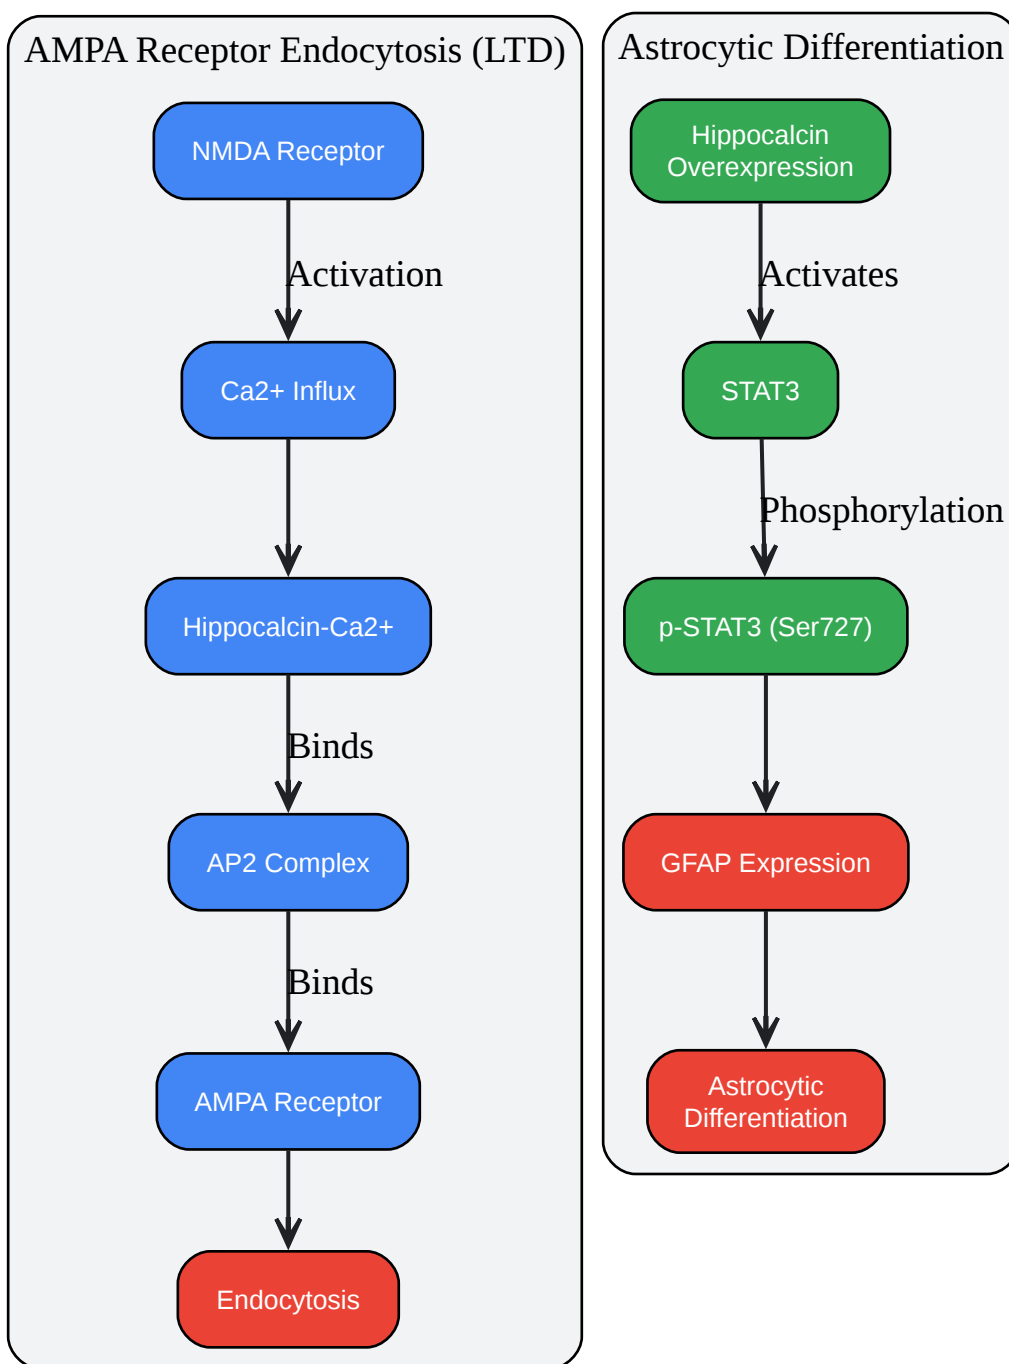 AMPA Receptor Endocytosis (LTD)
NMDA Receptor
Activation
Ca2+ Influx
Hippocalcin-Ca2+
Binds
AP2 Complex
Binds
AMPA Receptor
Endocytosis
Astrocytic Differentiation
Hippocalcin
Overexpression
Activates
STAT3
Phosphorylation
p-STAT3 (Ser727)
GFAP Expression
Astrocytic
Differentiation